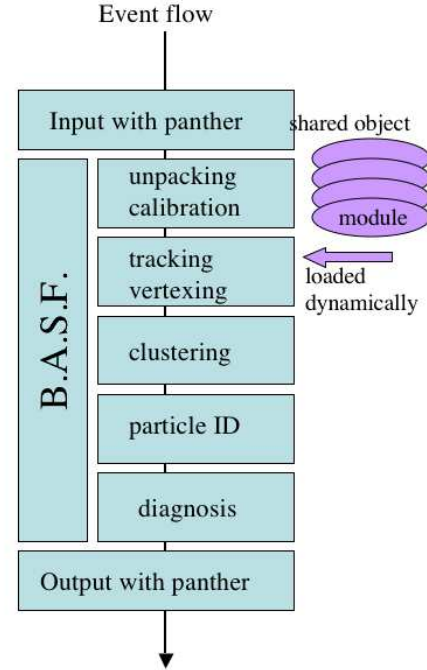 Event flow
Input with panther
shared object
unpacking
calibration
module
tracking
vertexing
loaded
dynamically
B.A.S.F.
clustering
particle ID
diagnosis
Output with panther